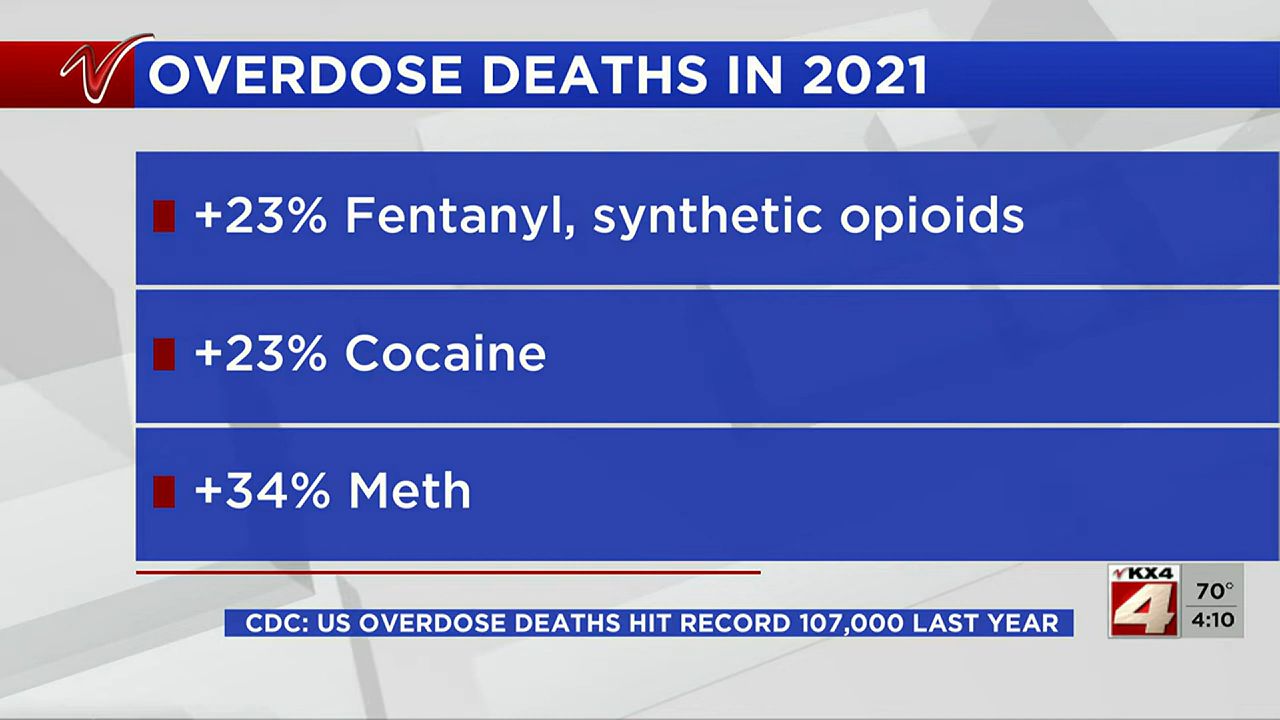 OVERDOSE DEATHS IN 2021
+23% Fentanyl, synthetic opioids
+23% Cocaine
+34% Meth
CDC: US OVERDOSE DEATHS HIT RECORD 107,000 LAST YEAR
KX4
4
70°
4:10